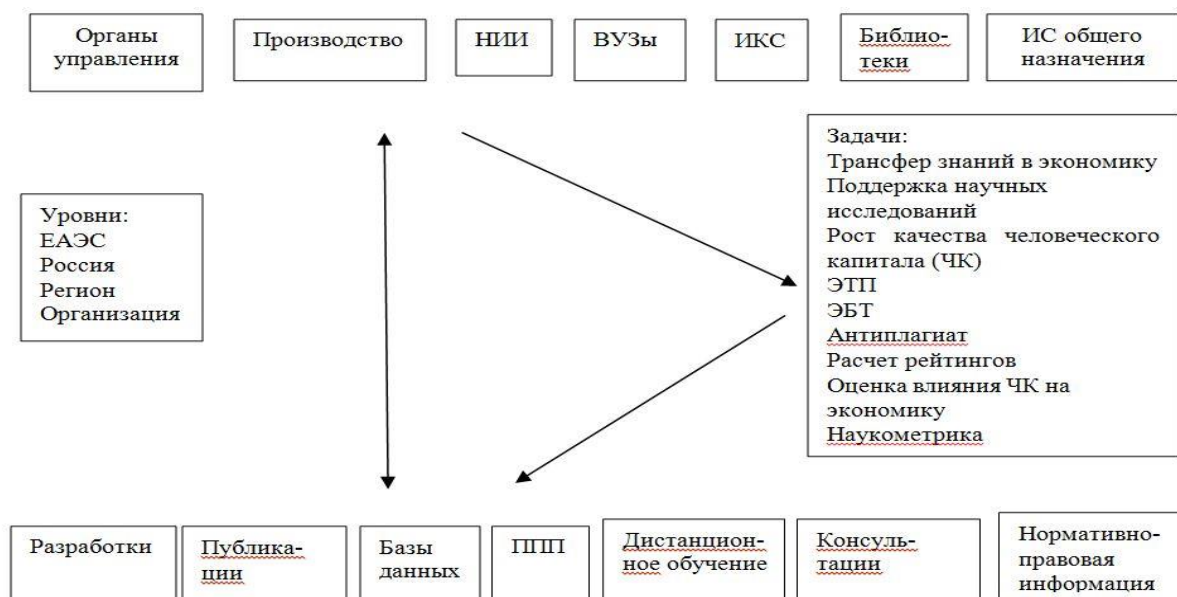 Органы
управления
Производство
НИИ
ВУЗы
ИКС
Библио-
теки
ИС общего
назначения
Задачи:
Трансфер знаний в экономику
Поддержка научных
исследований
Рост качества человеческого
капитала (ЧК)
ЭТП
ЭБТ
Антиплагиат
Расчет рейтингов
Оценка влияния ЧК на
экономику
Наукометрика
Уровни:
ЕАЭС
Россия
Регион
Организация
Разработки
Публика-
ции
Базы
данных
ППП
Дистанцион-
ное обучение
Консуль-
тации
Нормативно-
правовая
информация